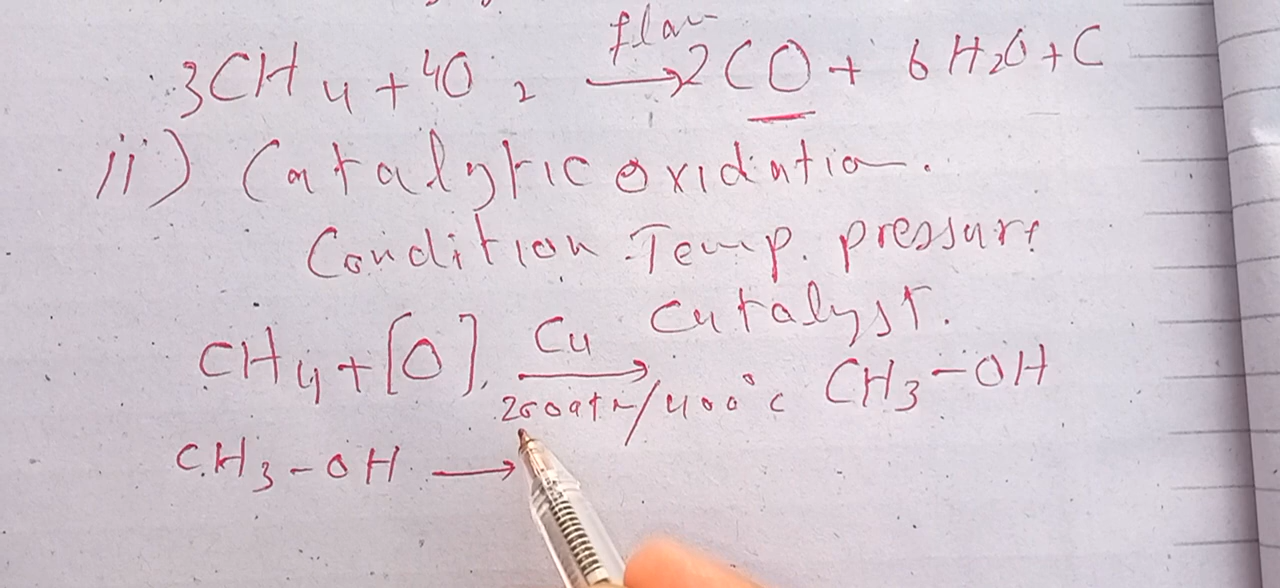 flam
3CH4 + 4O2 → 2CO + 6H2O + C
ii) Catalytic oxidation.
Condition Temp. pressure
catalyst.
CH4 + [O], Cu → CH3-OH
200atm/400°C
CH3-OH →